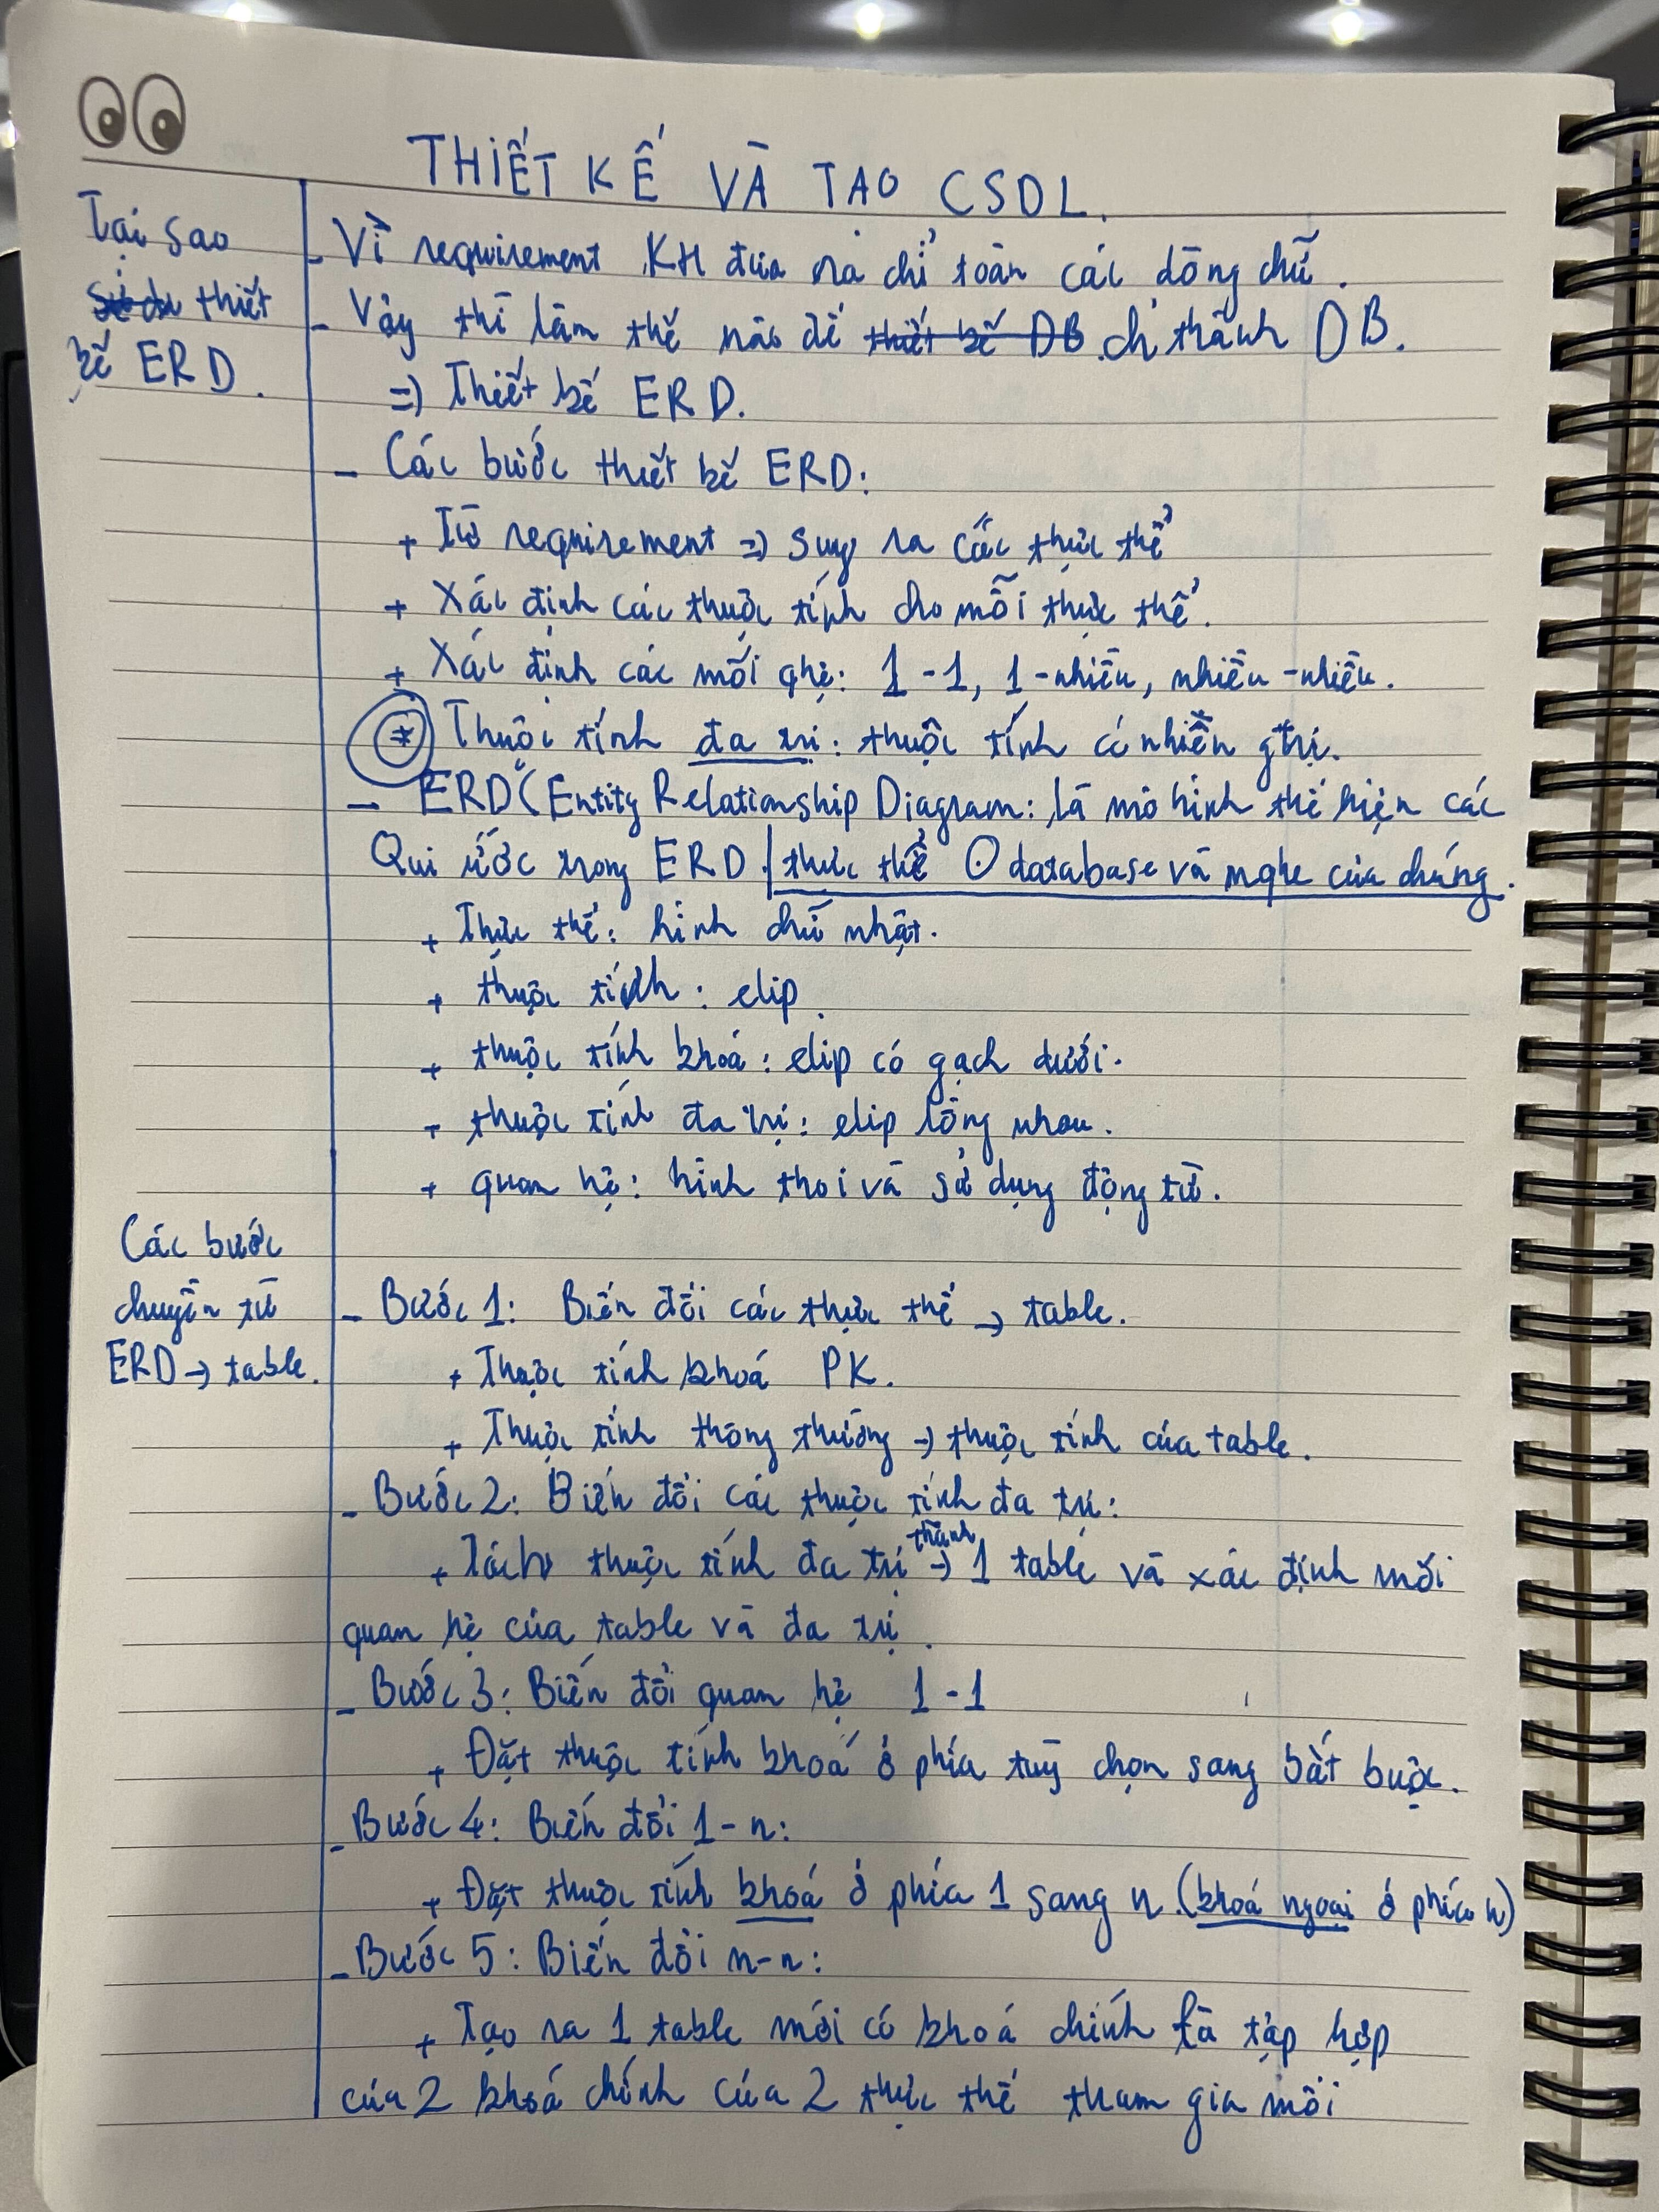 THIẾT KẾ VÀ TẠO CSDL.
Tại sao
thiết
kế ERD.
- Vì requirement KH đưa ra chỉ toàn các dòng chữ.
- Vậy thì làm thế nào để thiết kế DB chỉ thành DB.
=) Thiết kế ERD.
- Các bước thiết kế ERD:
+ Từ requirement =) suy ra các thực thể
+ Xác định các thuộc tính cho mỗi thực thể.
+ Xác định các mối qhệ: 1-1, 1-nhiều, nhiều-nhiều.
* Thuộc tính đa trị: thuộc tính có nhiều gtrị.
- ERD (Entity Relationship Diagram: là mô hình thể hiện các
thực thể database và mqhe của chúng.
Qui ước trong ERD
+ Thực thể: hình chữ nhật.
+ thuộc tính: elip.
+ thuộc tính khoá: elip có gạch dưới.
+ thuộc tính đa trị: elip lồng nhau.
+ quan hệ: hình thoi và sử dụng động từ.
Các bước
chuyển từ
ERD → table.
- Bước 1: Biến đổi các thực thể → table.
+ Thuộc tính khoá PK.
+ Thuộc tính thông thường → thuộc tính của table.
- Bước 2: Biến đổi các thuộc tính đa trị:
+ Tách thuộc tính đa trị thành → 1 table và xác định mối
quan hệ của table và đa trị.
- Bước 3: Biến đổi quan hệ 1-1
+ Đặt thuộc tính khoá ở phía tuỳ chọn sang bắt buộc.
- Bước 4: Biến đổi 1-n:
+ Đặt thuộc tính khoá ở phía 1 sang n. (khoá ngoại ở phía n)
- Bước 5: Biến đổi n-n:
+ Tạo ra 1 table mới có khoá chính là tập hợp
của 2 khoá chính của 2 thực thể tham gia mối